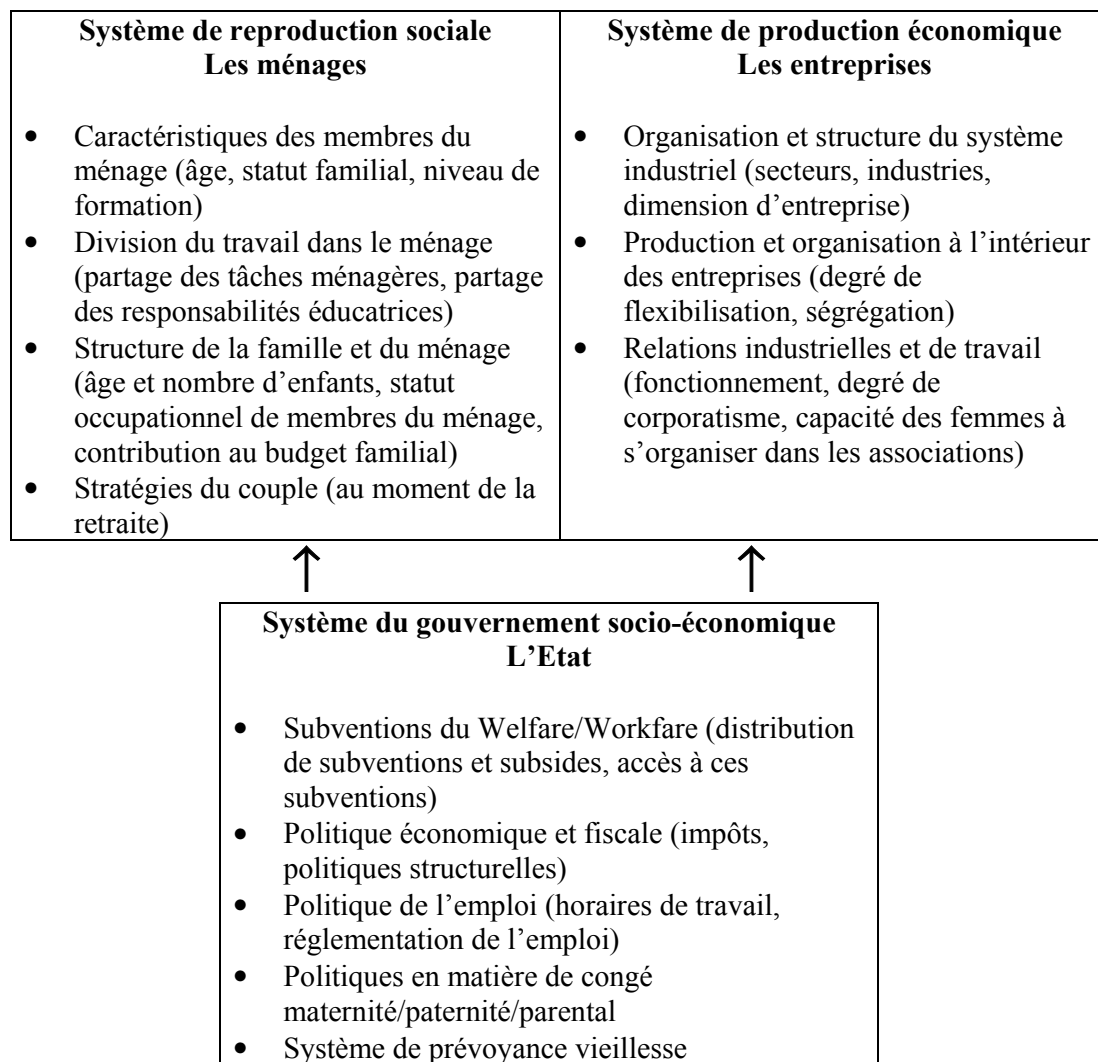 Système de reproduction sociale
Les ménages
• Caractéristiques des membres du
ménage (âge, statut familial, niveau de
formation)
• Division du travail dans le ménage
(partage des tâches ménagères, partage
des responsabilités éducatrices)
• Structure de la famille et du ménage
(âge et nombre d’enfants, statut
occupationnel de membres du ménage,
contribution au budget familial)
• Stratégies du couple (au moment de la
retraite)
Système de production économique
Les entreprises
• Organisation et structure du système
industriel (secteurs, industries,
dimension d’entreprise)
• Production et organisation à l’intérieur
des entreprises (degré de
flexibilisation, ségrégation)
• Relations industrielles et de travail
(fonctionnement, degré de
corporatisme, capacité des femmes à
s’organiser dans les associations)
Système du gouvernement socio-économique
L’Etat
• Subventions du Welfare/Workfare (distribution
de subventions et subsides, accès à ces
subventions)
• Politique économique et fiscale (impôts,
politiques structurelles)
• Politique de l’emploi (horaires de travail,
réglementation de l’emploi)
• Politiques en matière de congé
maternité/paternité/parental
• Système de prévoyance vieillesse